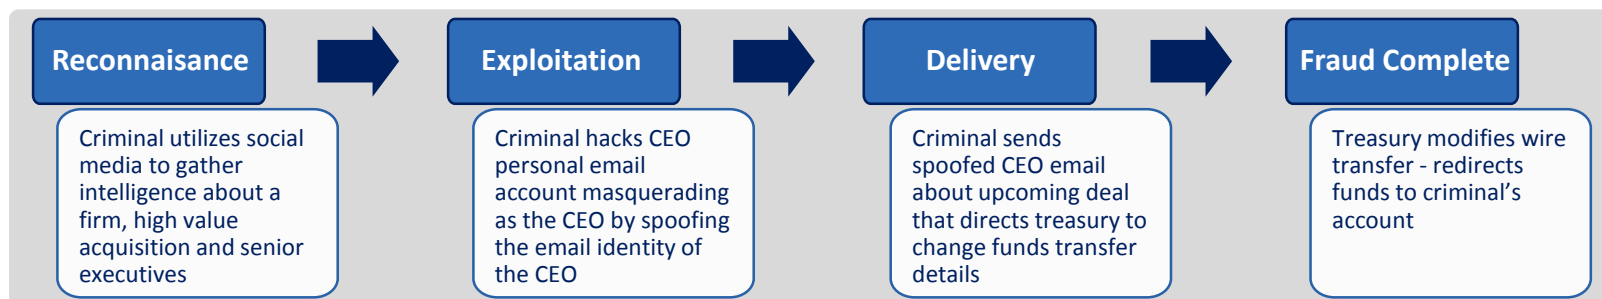 Reconnaisance
Exploitation
Delivery
Fraud Complete
Criminal utilizes social
media to gather
intelligence about a
firm, high value
acquisition and senior
executives
Criminal hacks CEO
personal email
account masquerading
as the CEO by spoofing
the email identity of
the CEO
Criminal sends
spoofed CEO email
about upcoming deal
that directs treasury to
change funds transfer
details
Treasury modifies wire
transfer - redirects
funds to criminal’s
account